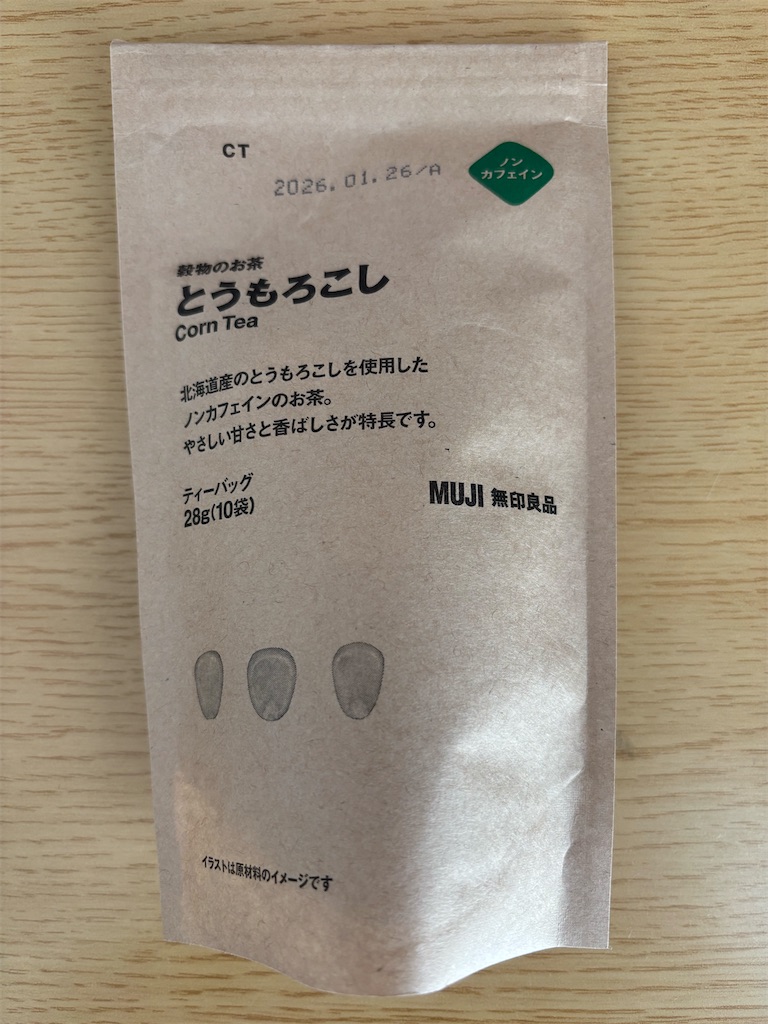 CT
2026.01.26/A
ノン
カフェイン
穀物のお茶
とうもろこし
Corn Tea
北海道産のとうもろこしを使用した
ノンカフェインのお茶。
やさしい甘さと香ばしさが特長です。
ティーバッグ
28g(10袋)
MUJI 無印良品
イラストは原材料のイメージです